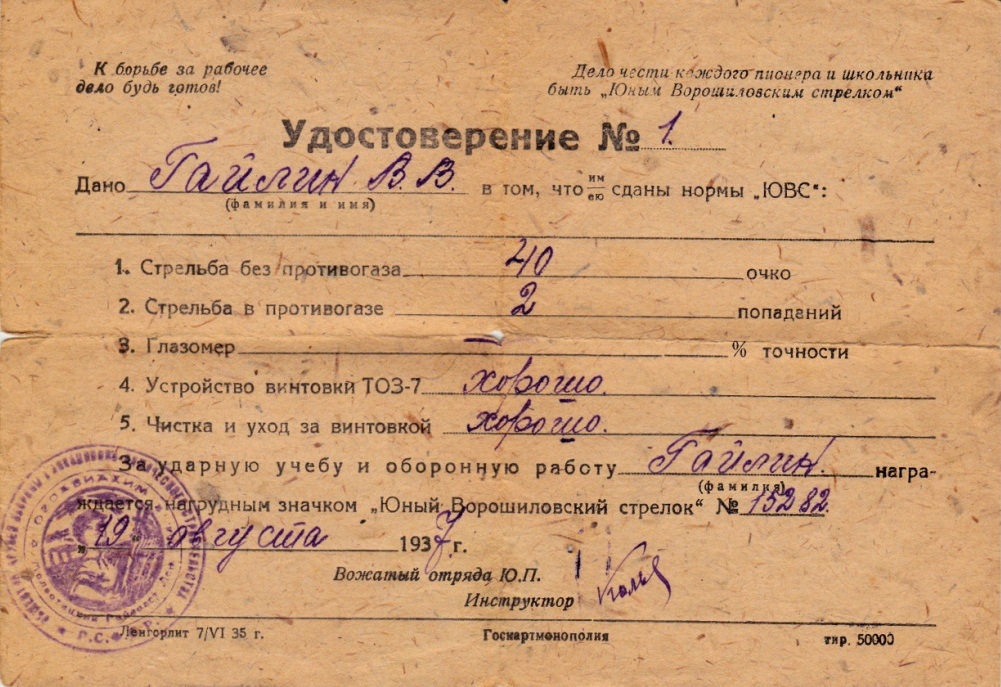 К борьбе за рабочее
дело будь готов!
Дело чести каждого пионера и школьника
быть „Юным Ворошиловским стрелком“
Удостоверение № 1.
Дано Гайлин В. В. в том, что им сданы нормы „ЮВС“:
ею
(фамилия и имя)
1. Стрельба без противогаза 40 очко
2. Стрельба в противогазе 2 попаданий
3. Глазомер — % точности
4. Устройство винтовки ТОЗ-7 хорошо.
5. Чистка и уход за винтовкой хорошо.
За ударную учебу и оборонную работу Гайлин. награ-
(фамилия)
ждается нагрудным значком „Юный Ворошиловский стрелок“ № 15282.
„19“ августа 1937 г.
Вожатый отряда Ю.П.
Инструктор
Ленгорлит 7/VI 35 г.
Госкартмонополия
тир. 50000
ОСОАВИАХИМ
Р.С.Ф.С.Р.